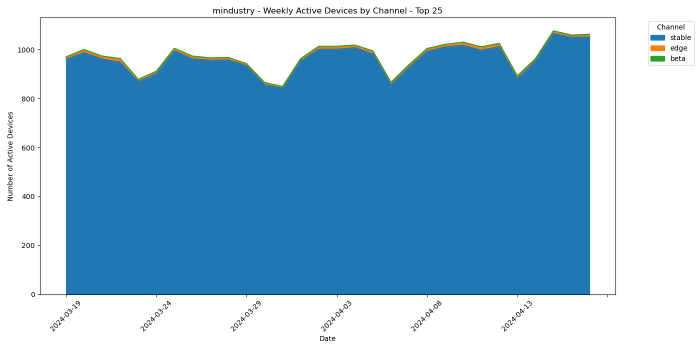 mindustry - Weekly Active Devices by Channel - Top 25
Channel
stable
edge
beta
Number of Active Devices
1000
800
600
400
200
0
2024-03-19
2024-03-24
2024-03-29
2024-04-03
2024-04-08
2024-04-13
Date